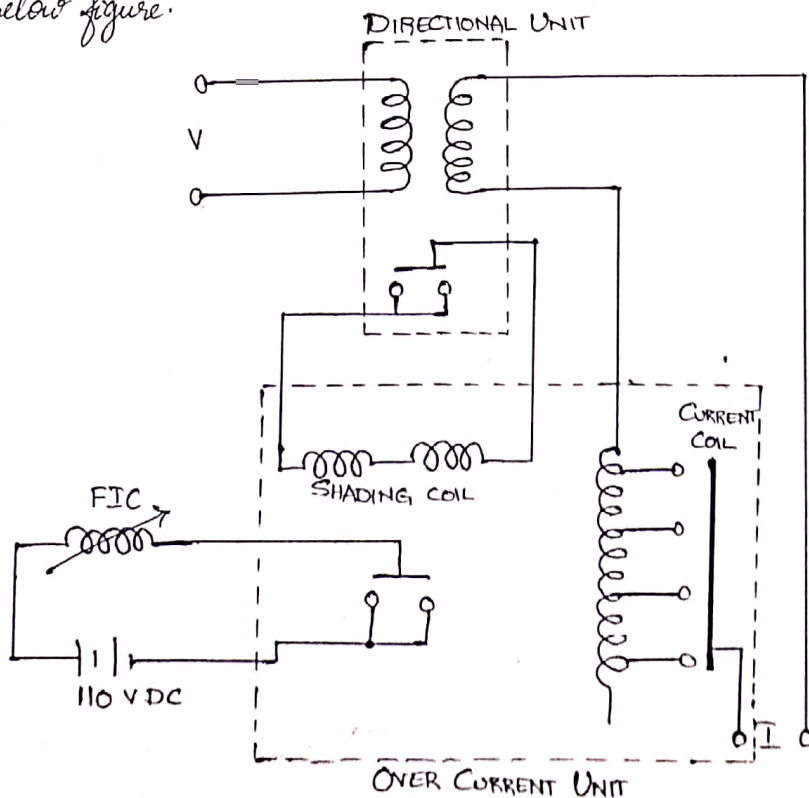 below figure.
DIRECTIONAL UNIT
V
CURRENT
COIL
SHADING COIL
FIC
110 V DC
I
OVER CURRENT UNIT